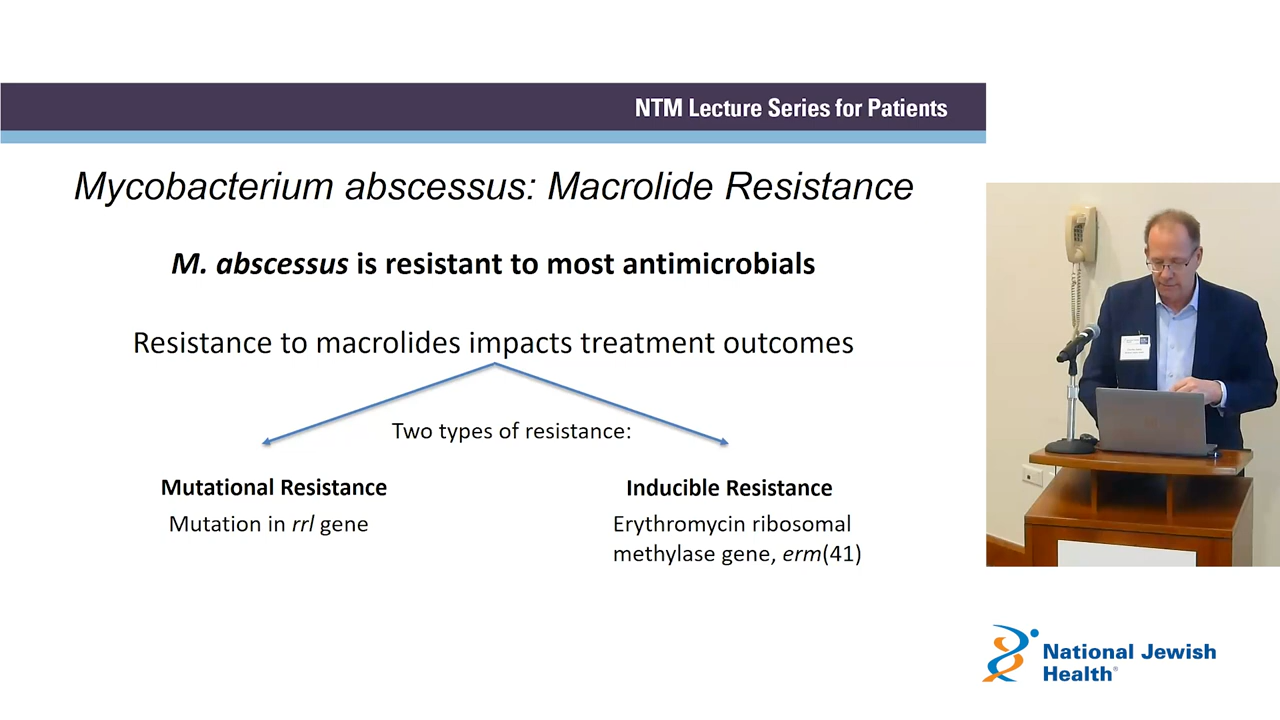 NTM Lecture Series for Patients
Mycobacterium abscessus: Macrolide Resistance
M. abscessus is resistant to most antimicrobials
Resistance to macrolides impacts treatment outcomes
Two types of resistance:
Mutational Resistance
Mutation in rrl gene
Inducible Resistance
Erythromycin ribosomal
methylase gene, erm(41)
National Jewish
Health®